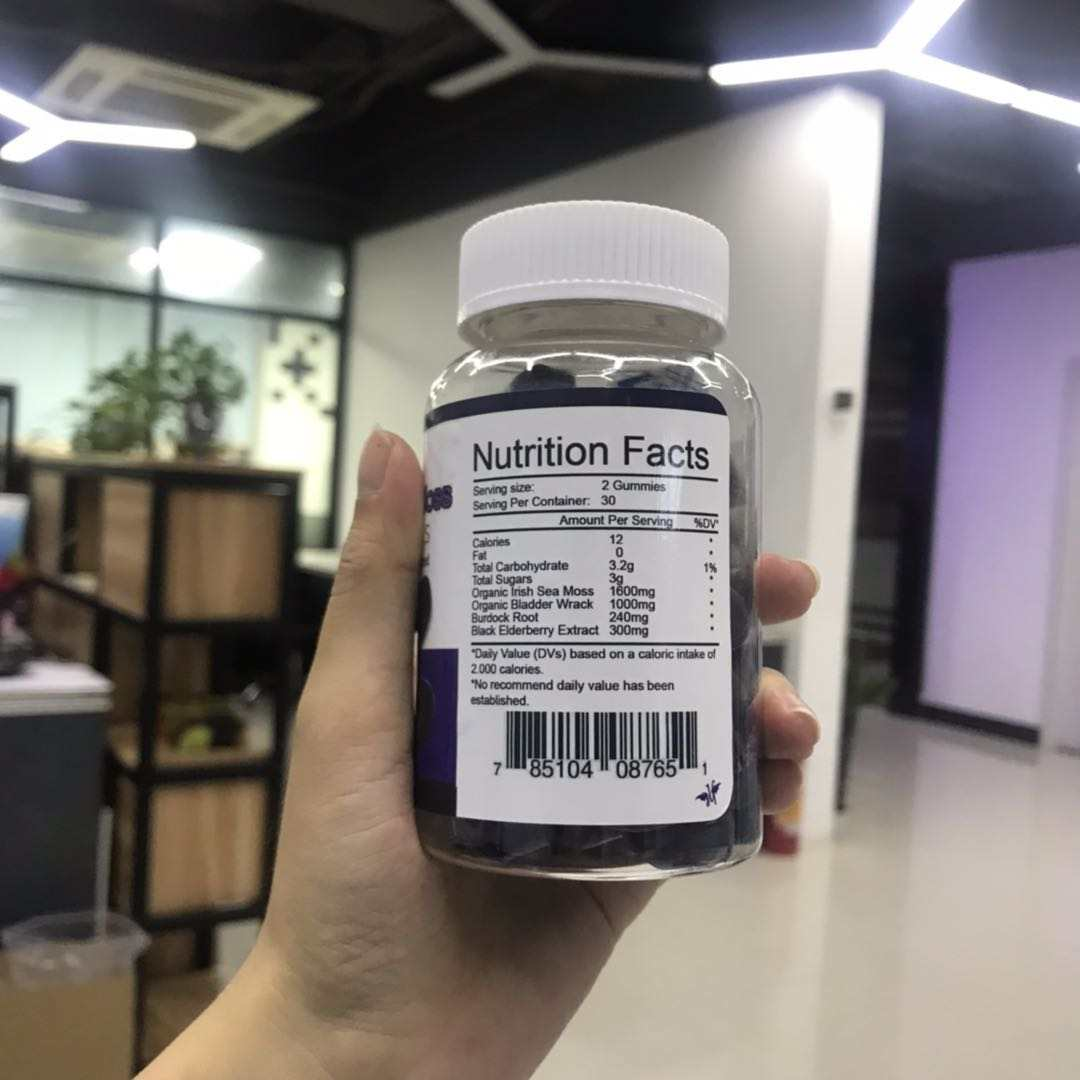 Nutrition Facts
Serving size: 2 Gummies
Serving Per Container: 30
Amount Per Serving %DV*
Calories 12 *
Fat 0 *
Total Carbohydrate 3.2g 1%
Total Sugars 3g *
Organic Irish Sea Moss 1600mg *
Organic Bladder Wrack 1000mg *
Burdock Root 240mg *
Black Elderberry Extract 300mg *
*Daily Value (DVs) based on a caloric intake of
2.000 calories.
*No recommend daily value has been
established.
7 85104 08765 1